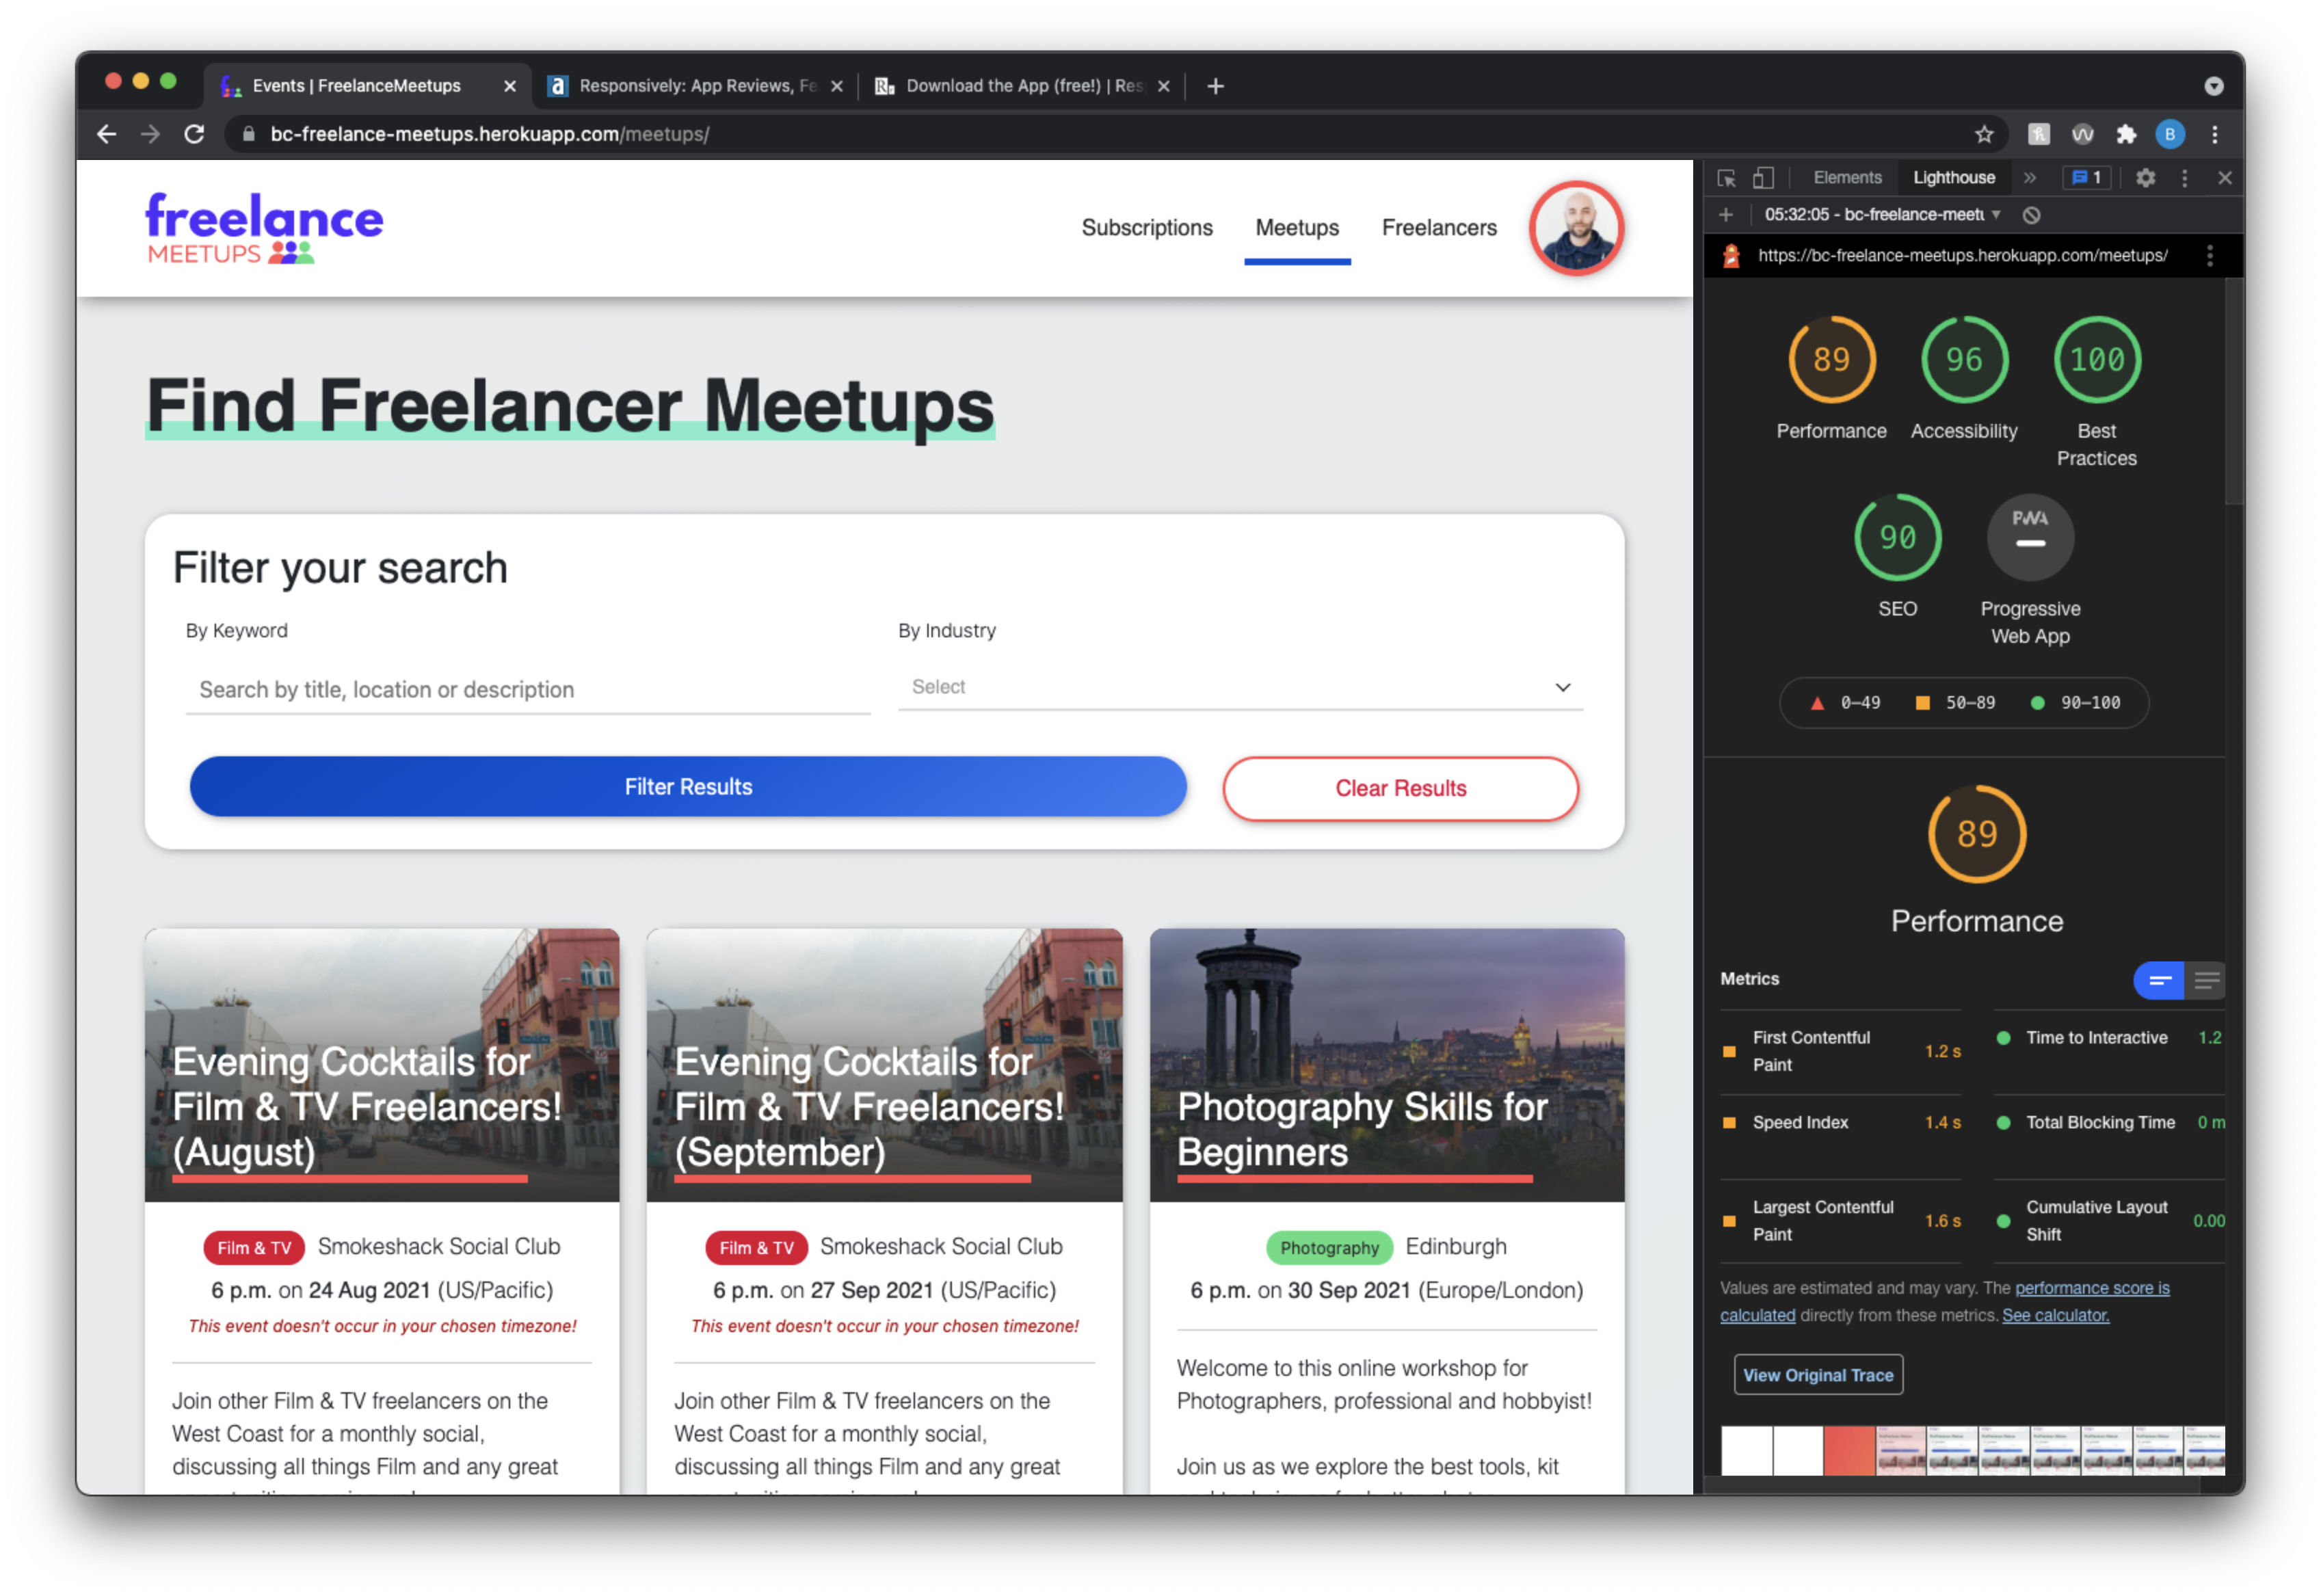 Events | FreelanceMeetups
Responsively: App Reviews, Fe
Download the App (free!) | Res
bc-freelance-meetups.herokuapp.com/meetups/
B
freelance
MEETUPS
Subscriptions
Meetups
Freelancers
Find Freelancer Meetups
Filter your search
By Keyword
By Industry
Search by title, location or description
Select
Filter Results
Clear Results
Evening Cocktails for
Film & TV Freelancers!
(August)
Film & TV Smokeshack Social Club
6 p.m. on 24 Aug 2021 (US/Pacific)
This event doesn't occur in your chosen timezone!
Join other Film & TV freelancers on the
West Coast for a monthly social,
discussing all things Film and any great
Evening Cocktails for
Film & TV Freelancers!
(September)
Film & TV Smokeshack Social Club
6 p.m. on 27 Sep 2021 (US/Pacific)
This event doesn't occur in your chosen timezone!
Join other Film & TV freelancers on the
West Coast for a monthly social,
discussing all things Film and any great
Photography Skills for
Beginners
Photography Edinburgh
6 p.m. on 30 Sep 2021 (Europe/London)
Welcome to this online workshop for
Photographers, professional and hobbyist!
Join us as we explore the best tools, kit
Elements
Lighthouse
1
05:32:05 - bc-freelance-meetu
https://bc-freelance-meetups.herokuapp.com/meetups/
89
Performance
96
Accessibility
100
Best
Practices
90
SEO
PWA
Progressive
Web App
0–49
50–89
90–100
89
Performance
Metrics
First Contentful
Paint
1.2 s
Time to Interactive
1.2
Speed Index
1.4 s
Total Blocking Time
0 m
Largest Contentful
Paint
1.6 s
Cumulative Layout
Shift
0.00
Values are estimated and may vary. The performance score is
calculated directly from these metrics. See calculator.
View Original Trace